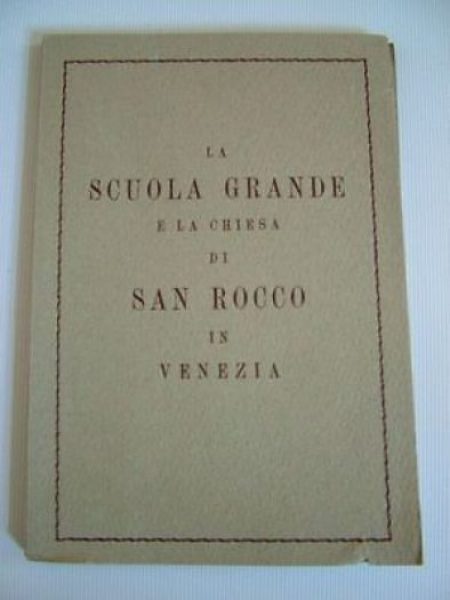 LA
SCUOLA GRANDE
E LA CHIESA
DI
SAN ROCCO
IN
VENEZIA